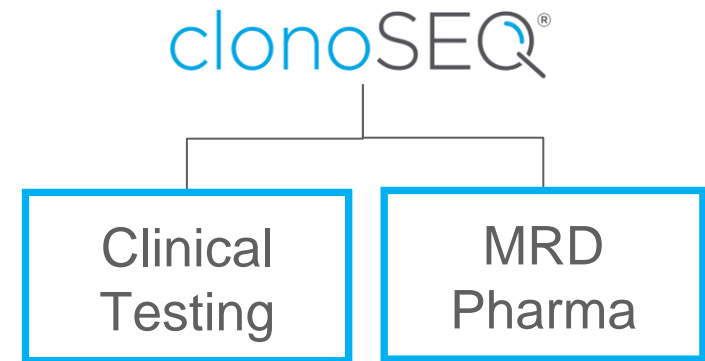 clonoSEQ®
Clinical
Testing
MRD
Pharma